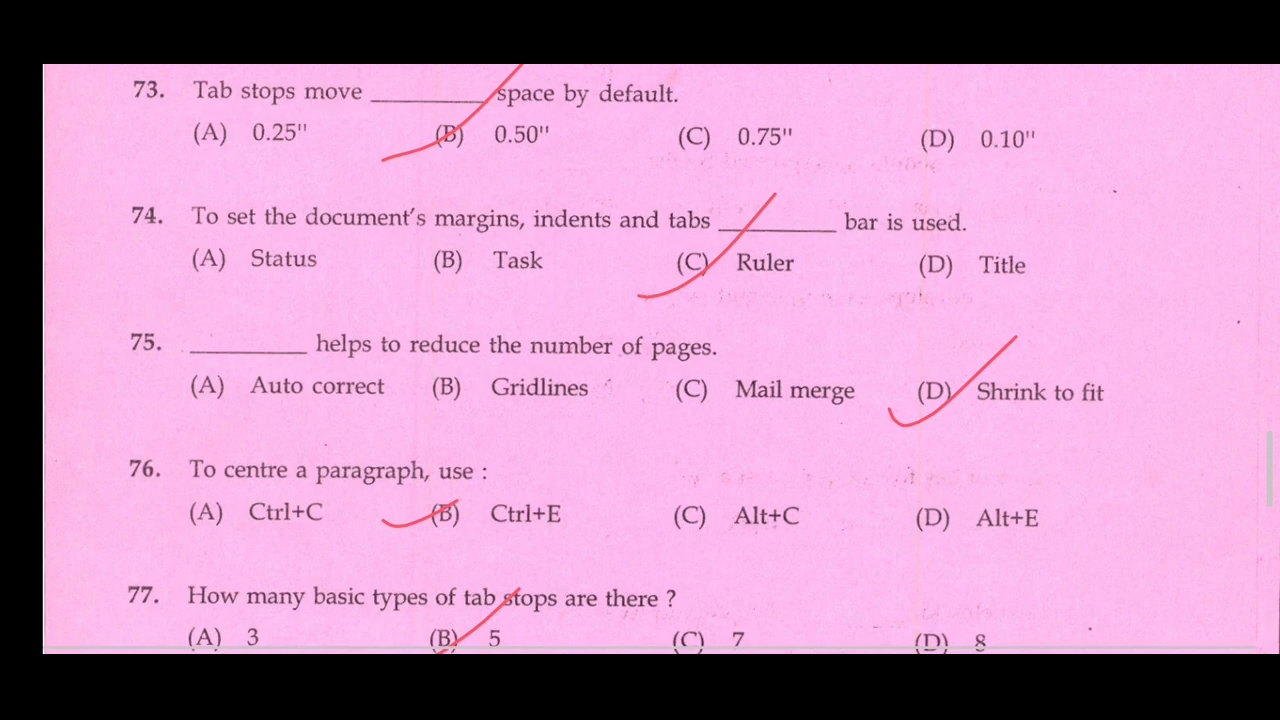 73. Tab stops move __________ space by default.
(A) 0.25" (B) 0.50" (C) 0.75" (D) 0.10"
74. To set the document's margins, indents and tabs __________ bar is used.
(A) Status (B) Task (C) Ruler (D) Title
75. __________ helps to reduce the number of pages.
(A) Auto correct (B) Gridlines (C) Mail merge (D) Shrink to fit
76. To centre a paragraph, use :
(A) Ctrl+C (B) Ctrl+E (C) Alt+C (D) Alt+E
77. How many basic types of tab stops are there ?
(A) 3 (B) 5 (C) 7 (D) 8